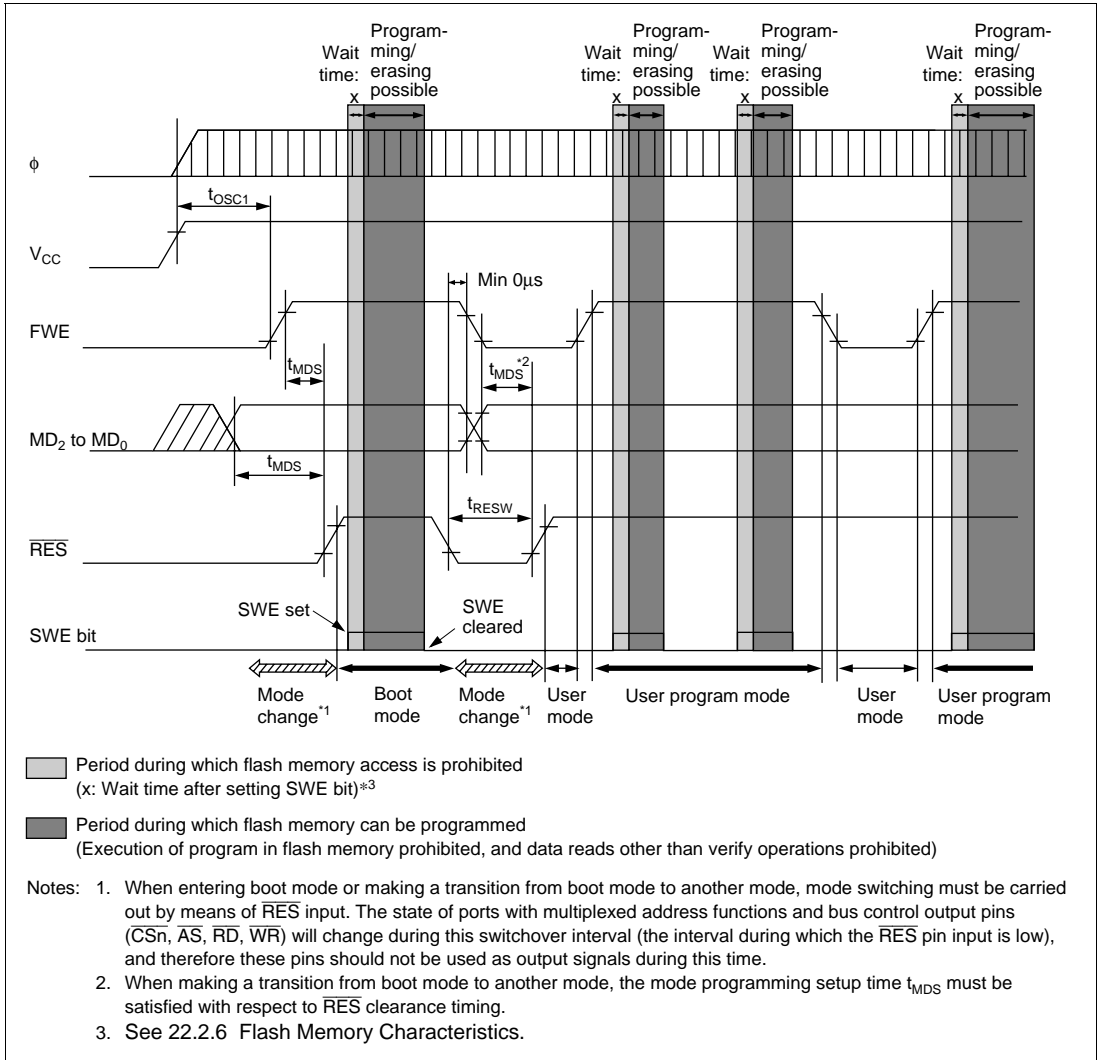 Wait time: x
Program-ming/ erasing possible
Wait time: x
Program-ming/ erasing possible
Wait time: x
Program-ming/ erasing possible
Wait time: x
Program-ming/ erasing possible
ϕ
tOSC1
VCC
Min 0μs
FWE
tMDS
tMDS*2
MD2 to MD0
tMDS
tRESW
RES
SWE set
SWE cleared
SWE bit
Mode change*1
Boot mode
Mode change*1
User mode
User program mode
User mode
User program mode
Period during which flash memory access is prohibited
(x: Wait time after setting SWE bit)*3
Period during which flash memory can be programmed
(Execution of program in flash memory prohibited, and data reads other than verify operations prohibited)
Notes: 1. When entering boot mode or making a transition from boot mode to another mode, mode switching must be carried
out by means of RES input. The state of ports with multiplexed address functions and bus control output pins
(CSn, AS, RD, WR) will change during this switchover interval (the interval during which the RES pin input is low),
and therefore these pins should not be used as output signals during this time.
2. When making a transition from boot mode to another mode, the mode programming setup time tMDS must be
satisfied with respect to RES clearance timing.
3. See 22.2.6 Flash Memory Characteristics.